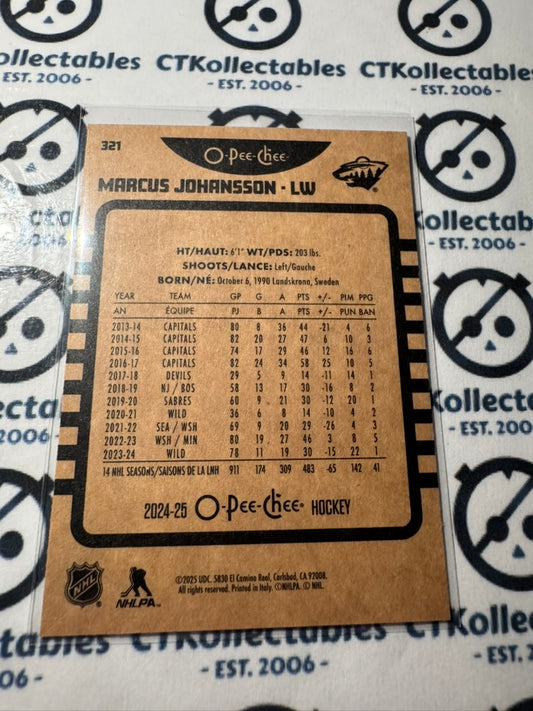 CTKollectables
CTKollectables
- EST. 2006 -
- EST. 2006 -
321
O-Pee-Chee
MARCUS JOHANSSON - LW
HT/HAUT: 6'1" WT/PDS: 203 lbs.
SHOOTS/LANCE: Left/Gauche
BORN/NÉ: October 6, 1990 Landskrona, Sweden
YEAR TEAM GP G A PTS +/- PIM PPG
AN ÉQUIPE PJ B A PTS +/- PUN BAN
2013-14 CAPITALS 80 8 36 44 -21 4 6
2014-15 CAPITALS 82 20 27 47 6 10 3
2015-16 CAPITALS 74 17 29 46 12 16 6
2016-17 CAPITALS 82 24 34 58 25 10 5
2017-18 DEVILS 29 5 9 14 -11 14 1
2018-19 NJ / BOS 58 13 17 30 -16 8 2
2019-20 SABRES 60 9 21 30 -12 20 1
2020-21 WILD 36 6 8 14 -10 4 2
2021-22 SEA / WSH 69 9 20 29 -26 4 3
2022-23 WSH / MIN 80 19 27 46 3 8 5
2023-24 WILD 78 11 19 30 -15 22 1
14 NHL SEASONS/SAISONS DE LA LNH 911 174 309 483 -65 142 41
2024-25 O-Pee-Chee HOCKEY
NHL
NHLPA
©2025 UDC. 5830 El Camino Real, Carlsbad, CA 92008.
All rights reserved. Printed in Italy. ©NHLPA. © NHL.
ollectab
2006 -
Kollecta
ctables
CTKollectables
- EST. 2006 -